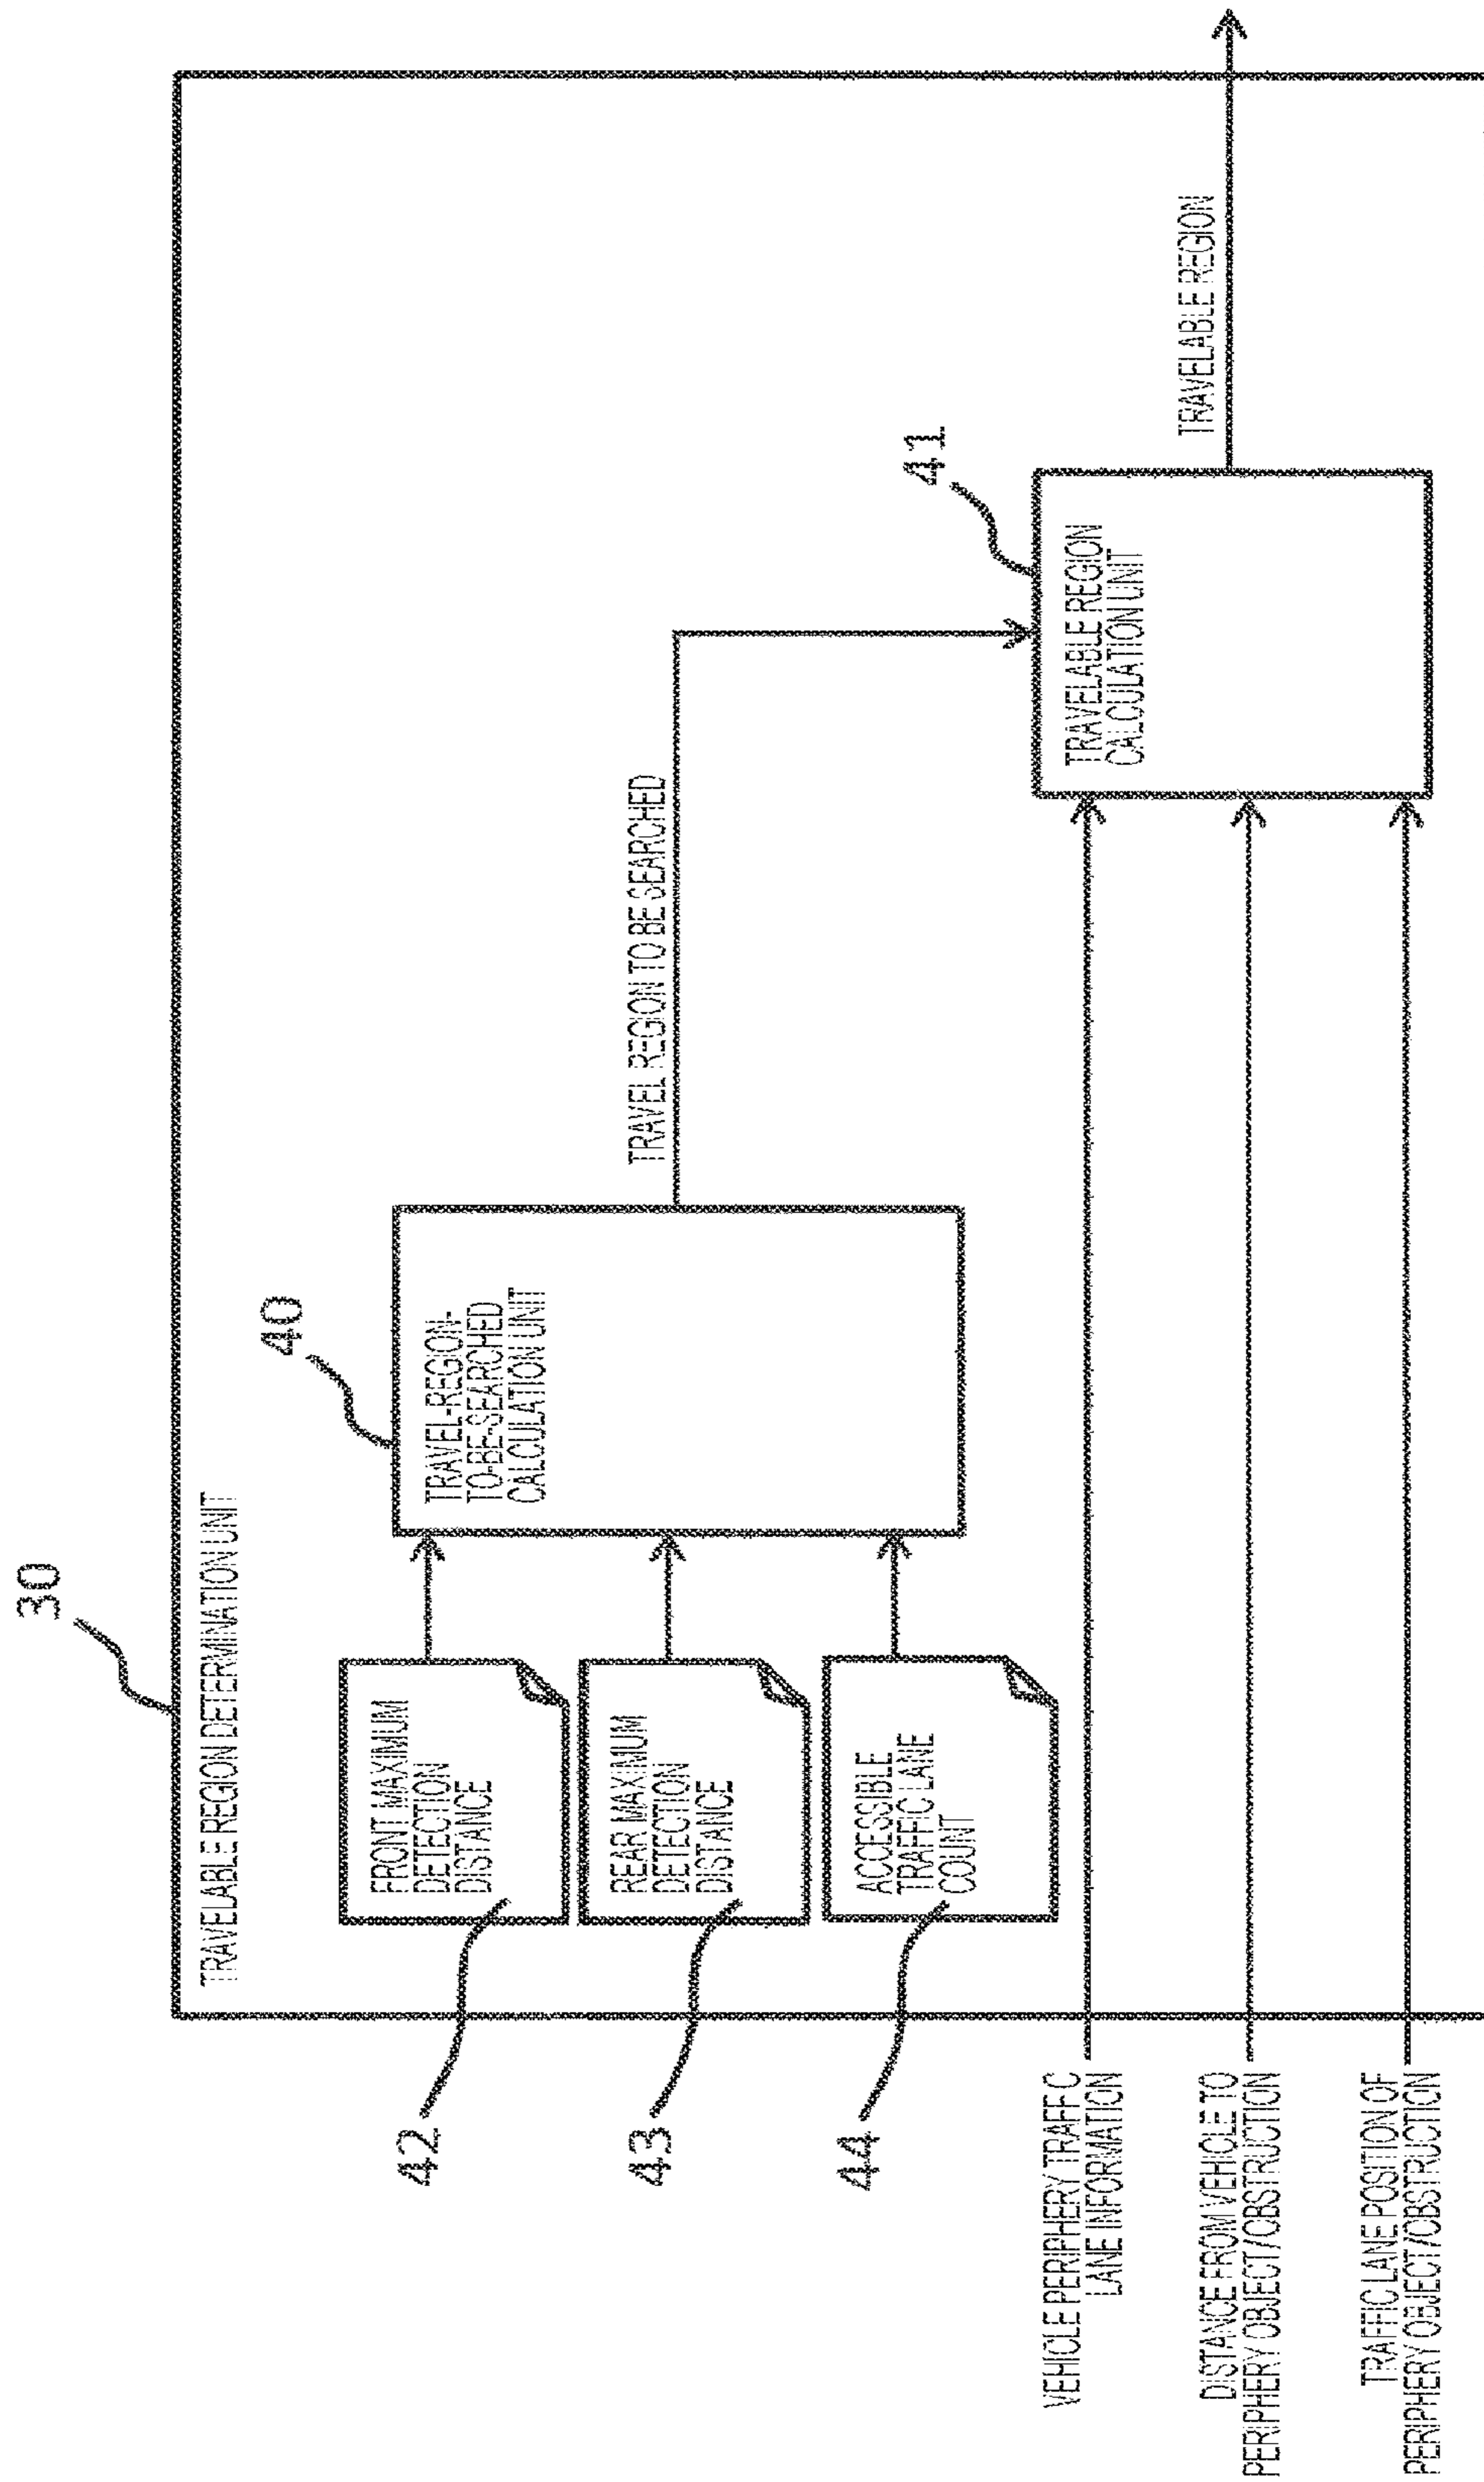 30
TRAVELABLE REGION DETERMINATION UNIT
42
FRONT MAXIMUM
DETECTION
DISTANCE
43
REAR MAXIMUM
DETECTION
DISTANCE
44
ACCESSIBLE
TRAFFIC LANE
COUNT
40
TRAVEL-REGION-
TO-BE-SEARCHED
CALCULATION UNIT
TRAVEL REGION TO BE SEARCHED
41
TRAVELABLE REGION
CALCULATION UNIT
TRAVELABLE REGION
VEHICLE PERIPHERY TRAFF C
LANE INFORMATION
DISTANCE FROM VEHICLE TO
PERIPHERY OBJECT/OBSTRUCTION
TRAFFIC LANE POSITION OF
PERIPHERY OBJECT/OBSTRUCTION